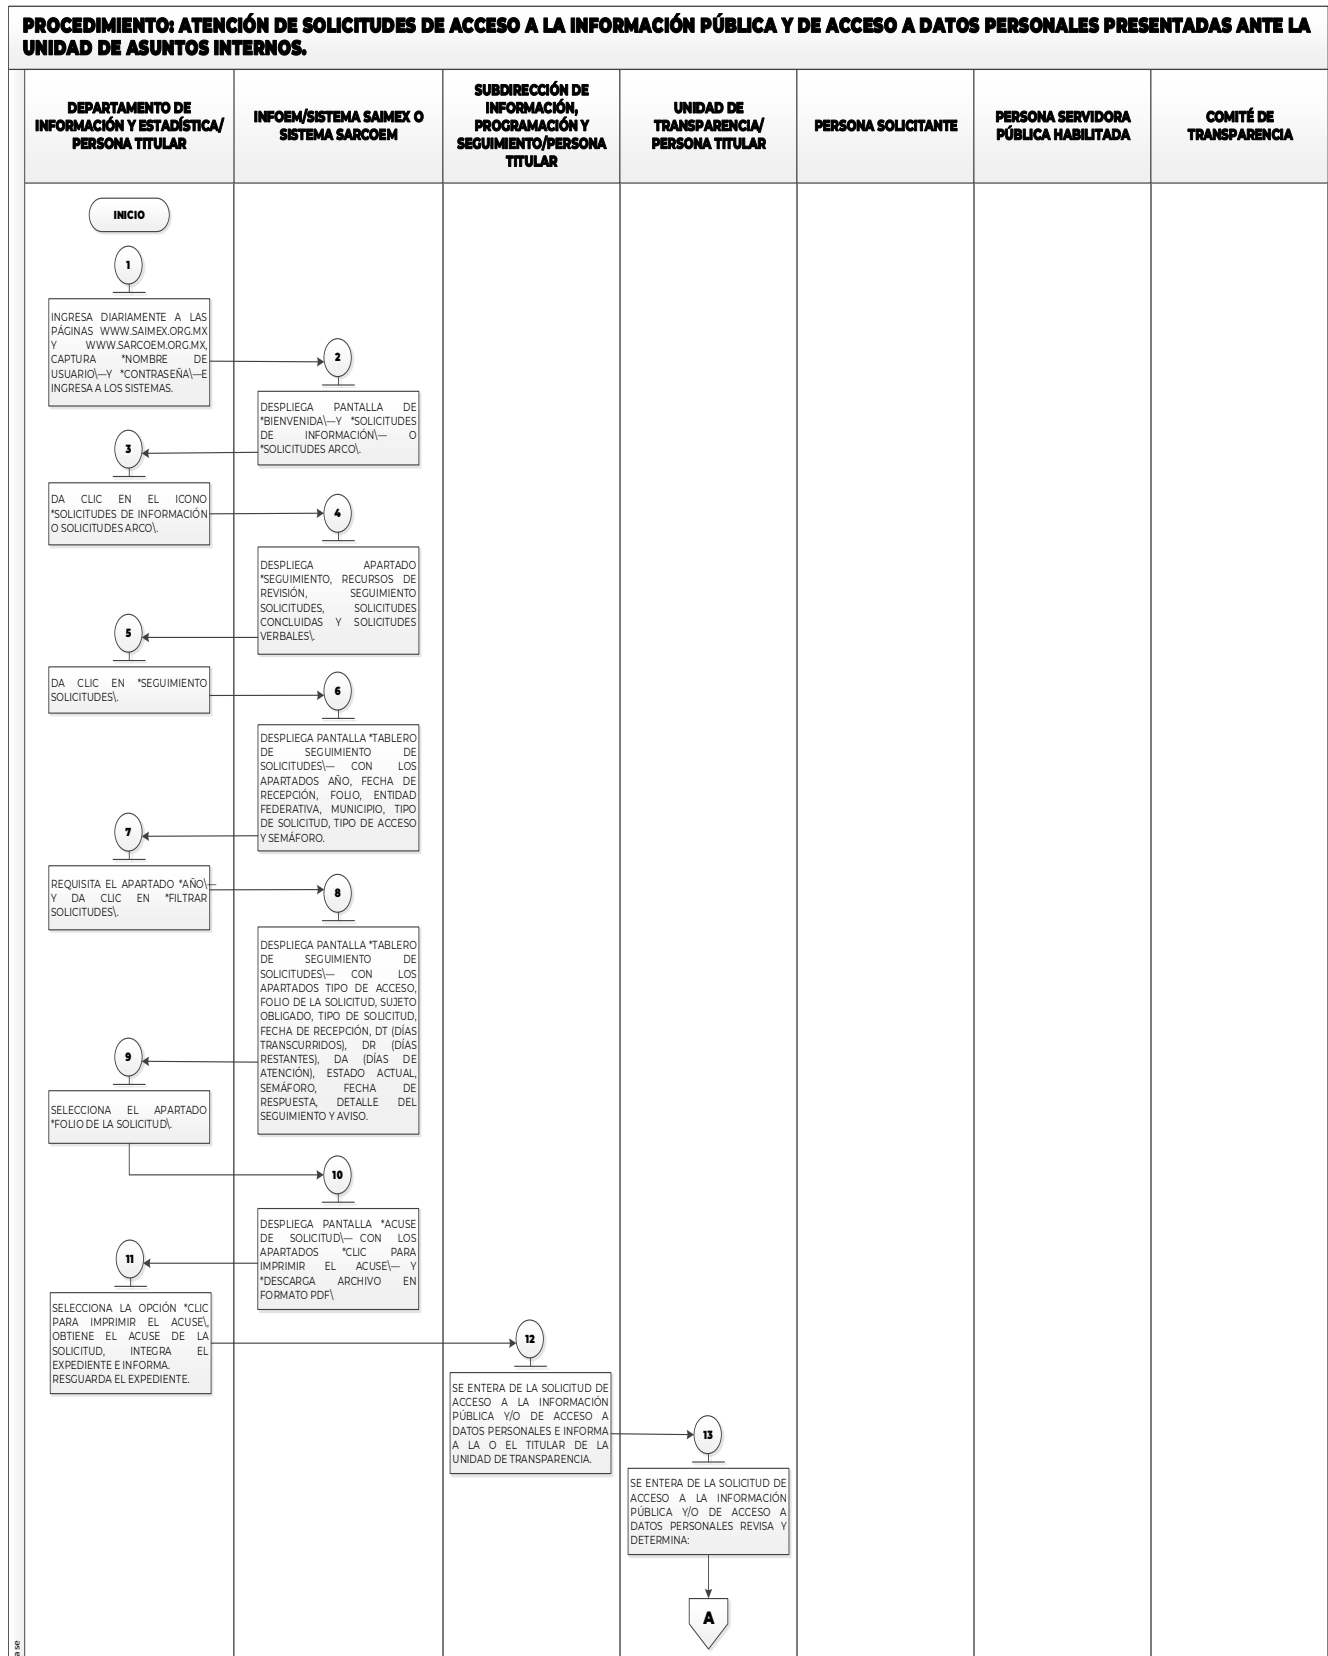 PROCEDIMIENTO: ATENCIÓN DE SOLICITUDES DE ACCESO A LA INFORMACIÓN PÚBLICA Y DE ACCESO A DATOS PERSONALES PRESENTADAS ANTE LA
UNIDAD DE ASUNTOS INTERNOS.
DEPARTAMENTO DE
INFORMACIÓN Y ESTADÍSTICA/
PERSONA TITULAR
INFOEM/SISTEMA SAIMEX O
SISTEMA SARCOEM
SUBDIRECCIÓN DE
INFORMACIÓN,
PROGRAMACIÓN Y
SEGUIMIENTO/PERSONA
TITULAR
UNIDAD DE
TRANSPARENCIA/
PERSONA TITULAR
PERSONA SOLICITANTE
PERSONA SERVIDORA
PÚBLICA HABILITADA
COMITÉ DE
TRANSPARENCIA
INICIO
1
INGRESA DIARIAMENTE A LAS
PÁGINAS WWW.SAIMEX.ORG.MX
Y WWW.SARCOEM.ORG.MX,
CAPTURA *NOMBRE DE
USUARIO\—Y *CONTRASEÑA\—E
INGRESA A LOS SISTEMAS.
2
DESPLIEGA PANTALLA DE
*BIENVENIDA\—Y *SOLICITUDES
DE INFORMACIÓN\— O
*SOLICITUDES ARCO\.
3
DA CLIC EN EL ICONO
*SOLICITUDES DE INFORMACIÓN
O SOLICITUDES ARCO\.
4
DESPLIEGA APARTADO
*SEGUIMIENTO, RECURSOS DE
REVISIÓN, SEGUIMIENTO
SOLICITUDES, SOLICITUDES
CONCLUIDAS Y SOLICITUDES
VERBALES\.
5
DA CLIC EN *SEGUIMIENTO
SOLICITUDES\.
6
DESPLIEGA PANTALLA *TABLERO
DE SEGUIMIENTO DE
SOLICITUDES\— CON LOS
APARTADOS AÑO, FECHA DE
RECEPCIÓN, FOLIO, ENTIDAD
FEDERATIVA, MUNICIPIO, TIPO
DE SOLICITUD, TIPO DE ACCESO
Y SEMÁFORO.
7
REQUISITA EL APARTADO *AÑO\—
Y DA CLIC EN *FILTRAR
SOLICITUDES\.
8
DESPLIEGA PANTALLA *TABLERO
DE SEGUIMIENTO DE
SOLICITUDES\— CON LOS
APARTADOS TIPO DE ACCESO,
FOLIO DE LA SOLICITUD, SUJETO
OBLIGADO, TIPO DE SOLICITUD,
FECHA DE RECEPCIÓN, DT (DÍAS
TRANSCURRIDOS), DR (DÍAS
RESTANTES), DA (DÍAS DE
ATENCIÓN), ESTADO ACTUAL,
SEMÁFORO, FECHA DE
RESPUESTA, DETALLE DEL
SEGUIMIENTO Y AVISO.
9
SELECCIONA EL APARTADO
*FOLIO DE LA SOLICITUD\.
10
DESPLIEGA PANTALLA *ACUSE
DE SOLICITUD\— CON LOS
APARTADOS *CLIC PARA
IMPRIMIR EL ACUSE\— Y
*DESCARGA ARCHIVO EN
FORMATO PDF\
11
SELECCIONA LA OPCIÓN *CLIC
PARA IMPRIMIR EL ACUSE\,
OBTIENE EL ACUSE DE LA
SOLICITUD, INTEGRA EL
EXPEDIENTE E INFORMA.
RESGUARDA EL EXPEDIENTE.
12
SE ENTERA DE LA SOLICITUD DE
ACCESO A LA INFORMACIÓN
PÚBLICA Y/O DE ACCESO A
DATOS PERSONALES E INFORMA
A LA O EL TITULAR DE LA
UNIDAD DE TRANSPARENCIA.
13
SE ENTERA DE LA SOLICITUD DE
ACCESO A LA INFORMACIÓN
PÚBLICA Y/O DE ACCESO A
DATOS PERSONALES REVISA Y
DETERMINA:
A